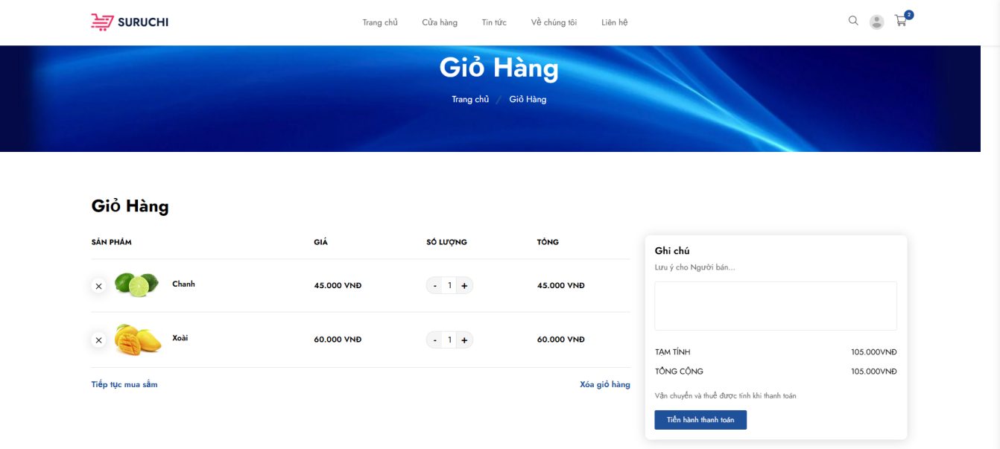 SURUCHI
Trang chủ Cửa hàng Tin tức Về chúng tôi Liên hệ
2
Giỏ Hàng
Trang chủ / Giỏ Hàng
Giỏ Hàng
SẢN PHẨM GIÁ SỐ LƯỢNG TỔNG
Chanh 45.000 VNĐ - 1 + 45.000 VNĐ
Xoài 60.000 VNĐ - 1 + 60.000 VNĐ
Tiếp tục mua sắm Xóa giỏ hàng
Ghi chú
Lưu ý cho Người bán...
TẠM TÍNH 105.000VNĐ
TỔNG CỘNG 105.000VNĐ
Vận chuyển và thuế được tính khi thanh toán
Tiến hành thanh toán